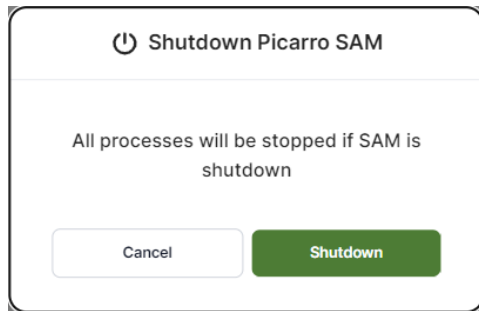 Shutdown Picarro SAM
All processes will be stopped if SAM is
shutdown
Cancel
Shutdown